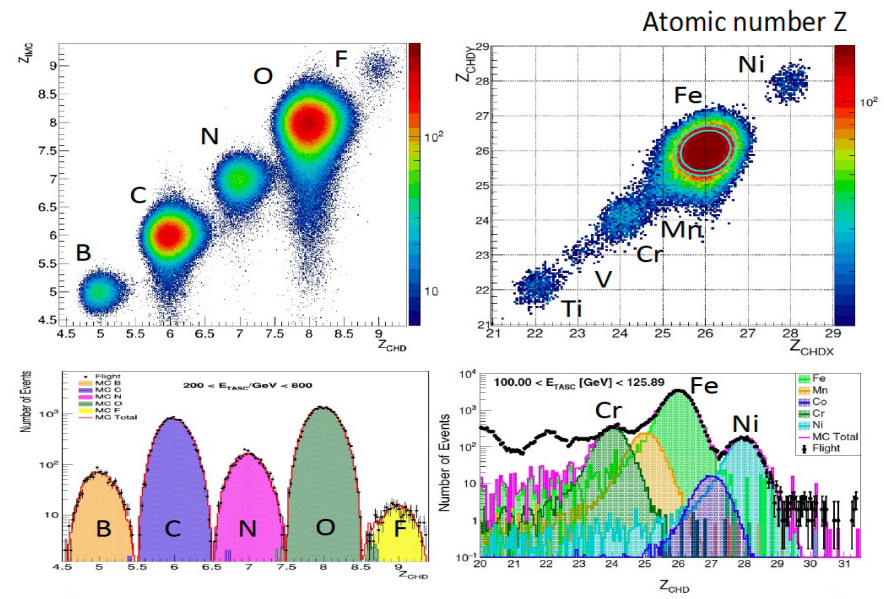 Atomic number Z
Z_IMC
9
8.5
8
7.5
7
6.5
6
5.5
5
4.5
B
C
N
O
F
10²
10
4.5 5 5.5 6 6.5 7 7.5 8 8.5 9
Z_CHD
Z_CHDY
29
28
27
26
25
24
23
22
21
Ti
V
Cr
Mn
Fe
Ni
10²
10
21 22 23 24 25 26 27 28 29
Z_CHDX
Number of Events
10³
10²
10
Flight
MC B
MC C
MC N
MC O
MC F
MC Total
200 < E_TASC/GeV < 800
B C N O F
4.5 5 5.5 6 6.5 7 7.5 8 8.5 9
Z_CHD
Number of Events
10⁴
10³
10²
10
1
10⁻¹
100.00 < E_TASC [GeV] < 125.89
Cr
Fe
Ni
Fe
Mn
Co
Cr
Ni
MC Total
Flight
20 21 22 23 24 25 26 27 28 29 30 31
Z_CHD